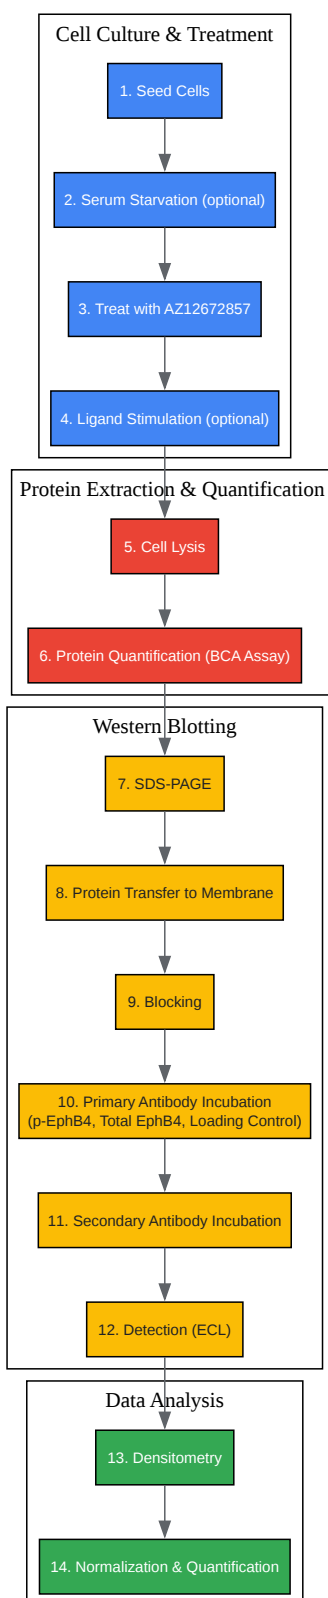 Cell Culture & Treatment
1. Seed Cells
2. Serum Starvation (optional)
3. Treat with AZ12672857
4. Ligand Stimulation (optional)
Protein Extraction & Quantification
5. Cell Lysis
6. Protein Quantification (BCA Assay)
Western Blotting
7. SDS-PAGE
8. Protein Transfer to Membrane
9. Blocking
10. Primary Antibody Incubation
(p-EphB4, Total EphB4, Loading Control)
11. Secondary Antibody Incubation
12. Detection (ECL)
Data Analysis
13. Densitometry
14. Normalization & Quantification